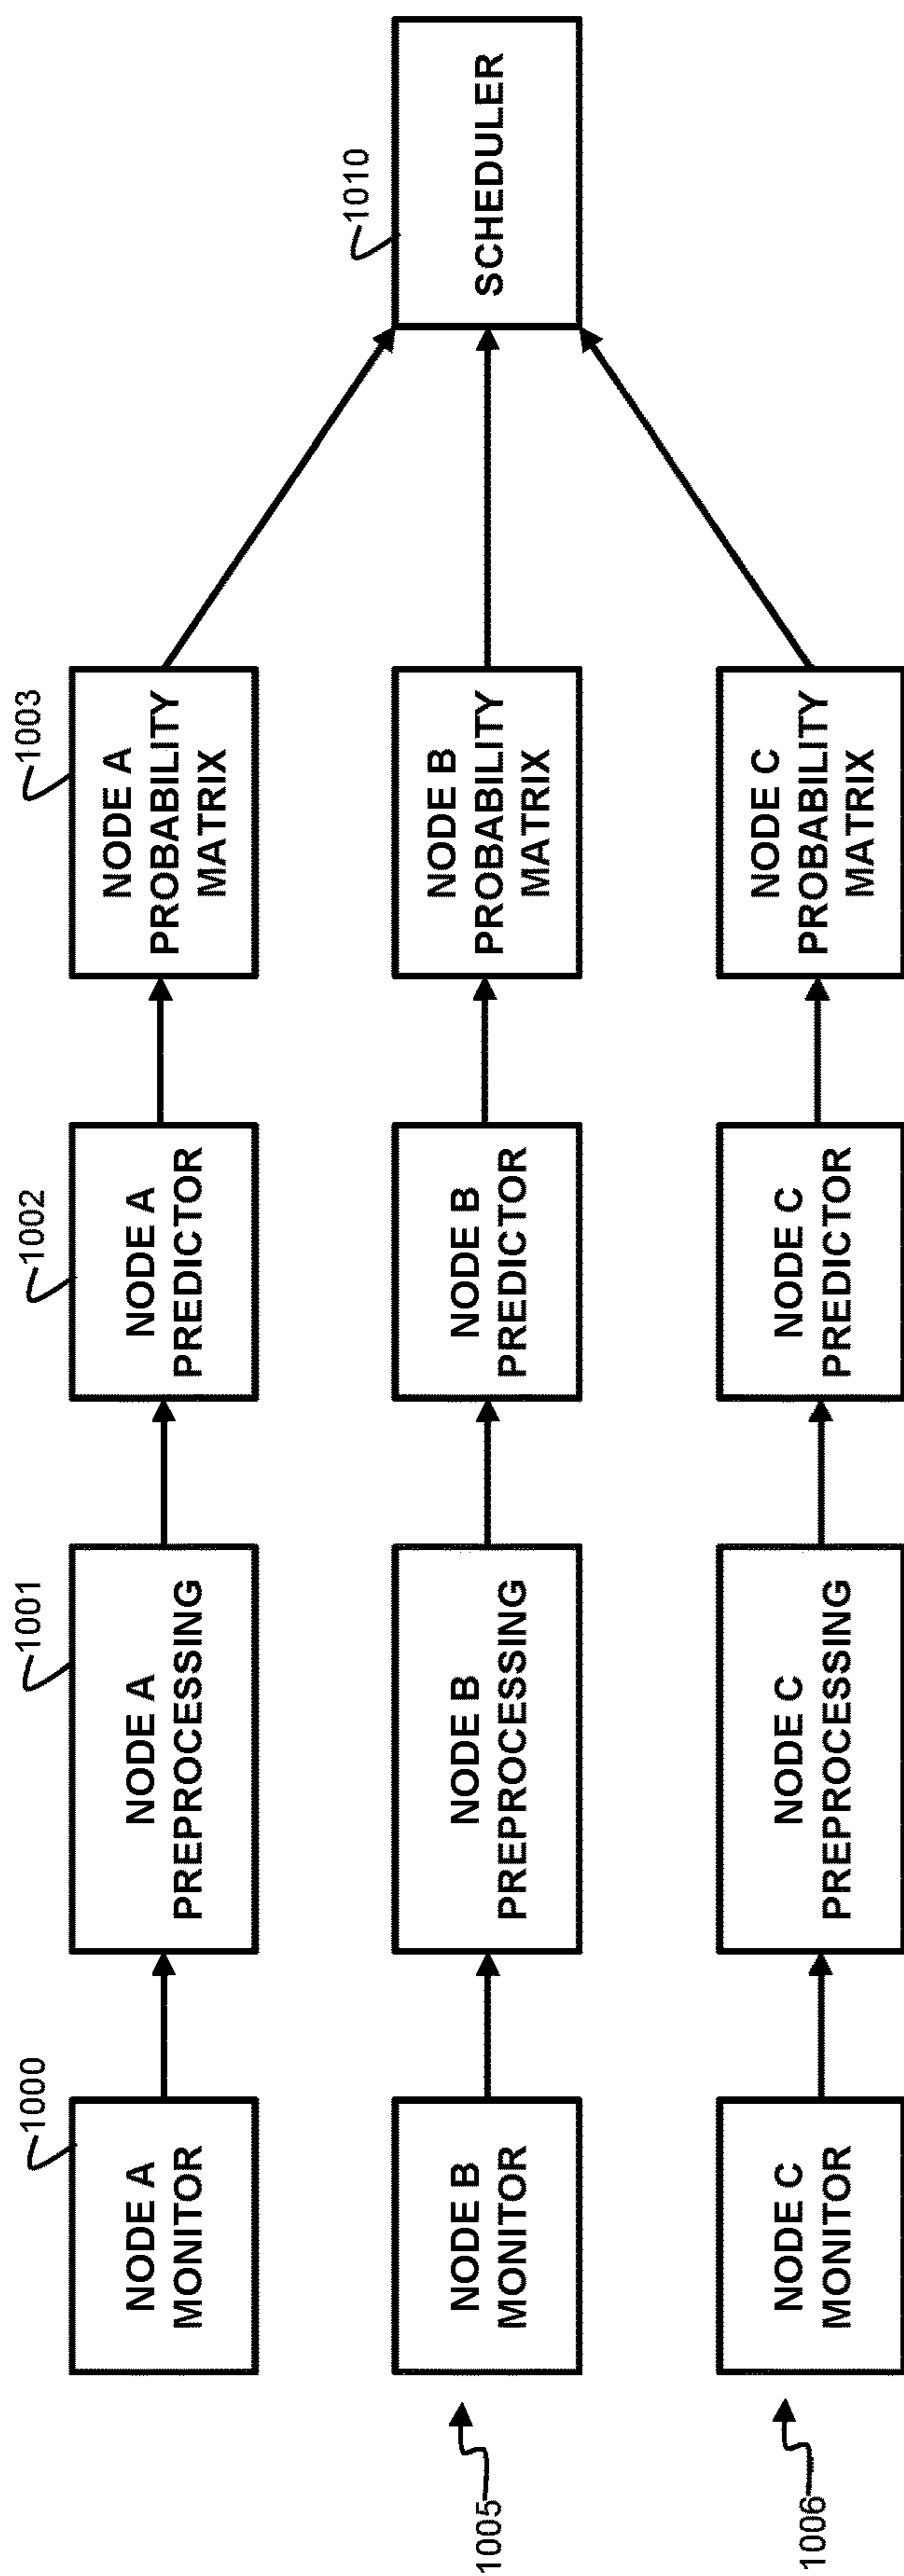 1000
NODE A
MONITOR
1001
NODE A
PREPROCESSING
1002
NODE A
PREDICTOR
1003
NODE A
PROBABILITY
MATRIX
1005
NODE B
MONITOR
NODE B
PREPROCESSING
NODE B
PREDICTOR
NODE B
PROBABILITY
MATRIX
1010
SCHEDULER
1006
NODE C
MONITOR
NODE C
PREPROCESSING
NODE C
PREDICTOR
NODE C
PROBABILITY
MATRIX